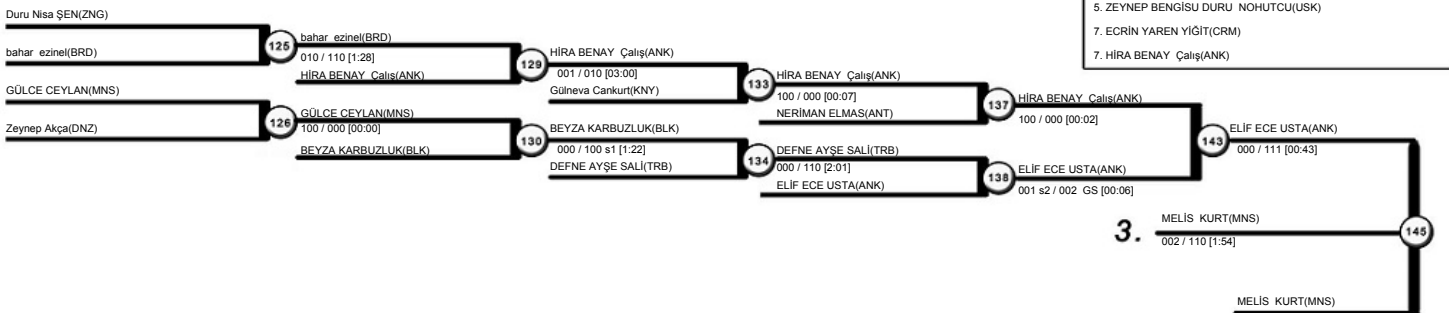 5. ZEYNEP BENGİSU DURU NOHUTCU(USK)
7. ECRİN YAREN YİĞİT(CRM)
7. HİRA BENAY Çalış(ANK)
Duru Nisa ŞEN(ZNG)
bahar ezinel(BRD)
125
GÜLCE CEYLAN(MNS)
Zeynep Akça(DNZ)
126
bahar ezinel(BRD)
010 / 110 [1:28]
HİRA BENAY Çalış(ANK)
129
GÜLCE CEYLAN(MNS)
100 / 000 [00:00]
BEYZA KARBUZLUK(BLK)
130
HİRA BENAY Çalış(ANK)
001 / 010 [03:00]
Gülneva Cankurt(KNY)
133
BEYZA KARBUZLUK(BLK)
000 / 100 s1 [1:22]
DEFNE AYŞE SALİ(TRB)
134
HİRA BENAY Çalış(ANK)
100 / 000 [00:07]
NERİMAN ELMAS(ANT)
137
DEFNE AYŞE SALİ(TRB)
000 / 110 [2:01]
ELİF ECE USTA(ANK)
138
HİRA BENAY Çalış(ANK)
100 / 000 [00:02]
ELİF ECE USTA(ANK)
001 s2 / 002 GS [00:06]
143
ELİF ECE USTA(ANK)
000 / 111 [00:43]
3.
MELİS KURT(MNS)
002 / 110 [1:54]
145
MELİS KURT(MNS)